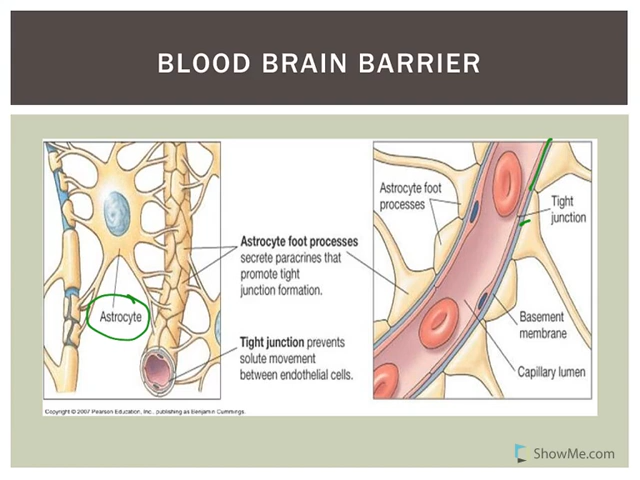 BLOOD BRAIN BARRIER
Astrocyte
Astrocyte foot processes
secrete paracrines that
promote tight
junction formation.
Tight junction prevents
solute movement
between endothelial cells.
Astrocyte foot
processes
Tight
junction
Basement
membrane
Capillary lumen
Copyright © 2007 Pearson Education, Inc., publishing as Benjamin Cummings.
ShowMe.com